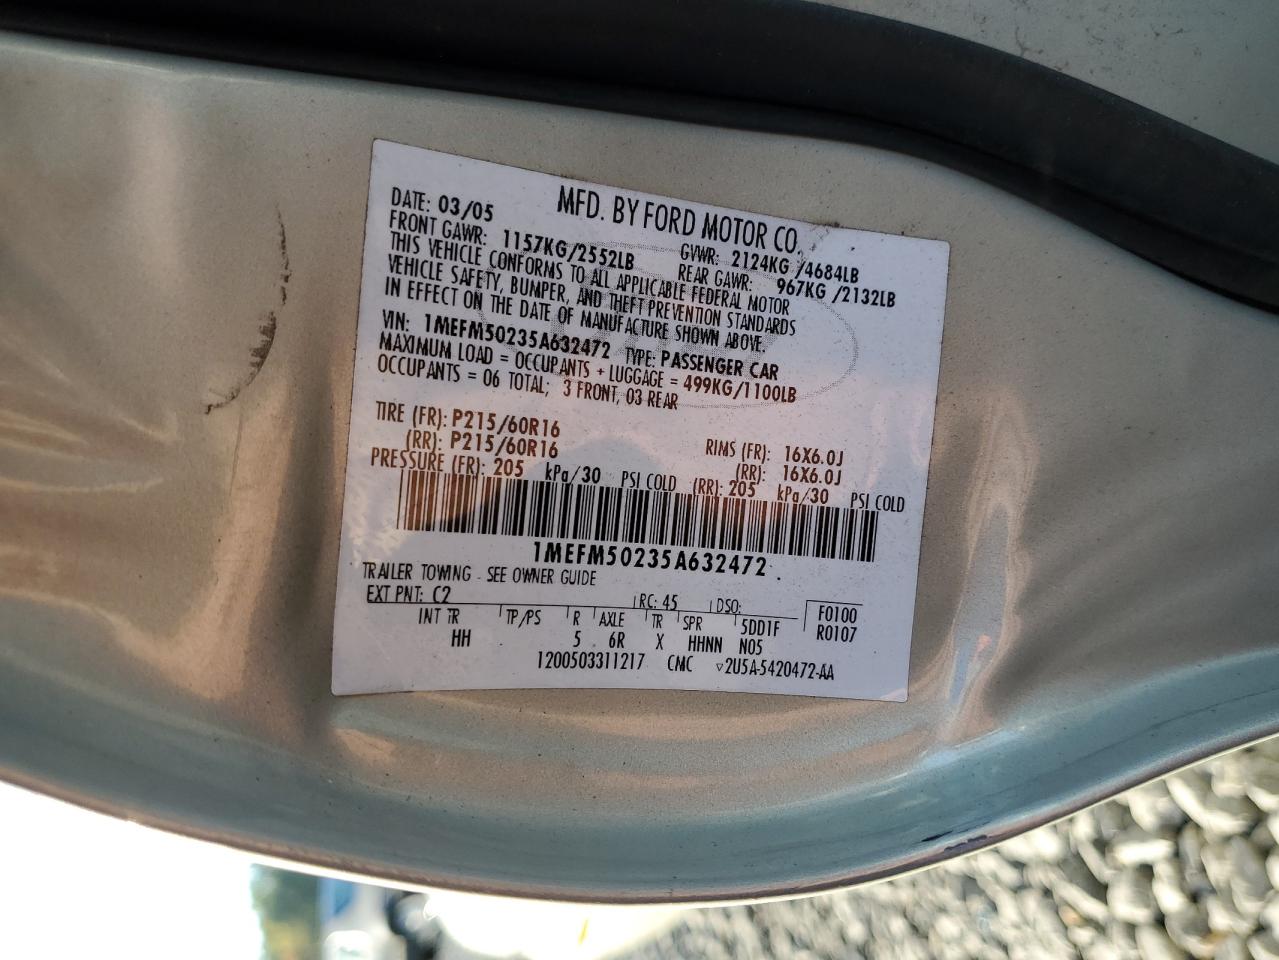 MFD. BY FORD MOTOR CO.
DATE: 03/05 GVWR: 2124KG /4684LB
FRONT GAWR: 1157KG/2552LB REAR GAWR: 967KG /2132LB
THIS VEHICLE CONFORMS TO ALL APPLICABLE FEDERAL MOTOR
VEHICLE SAFETY, BUMPER, AND THEFT PREVENTION STANDARDS
IN EFFECT ON THE DATE OF MANUFACTURE SHOWN ABOVE.
VIN: 1MEFM50235A632472 TYPE: PASSENGER CAR
MAXIMUM LOAD = OCCUPANTS + LUGGAGE = 499KG/1100LB
OCCUPANTS = 06 TOTAL; 3 FRONT, 03 REAR
TIRE (FR): P215/60R16 RIMS (FR): 16X6.0J
(RR): P215/60R16 (RR): 16X6.0J
PRESSURE (FR): 205 kPa/30 PSI COLD (RR): 205 kPa/30 PSI COLD
1MEFM50235A632472
TRAILER TOWING - SEE OWNER GUIDE
EXT PNT: C2 RC: 45 DSO: F0100
INT TR TP/PS R AXLE TR SPR 5DD1F R0107
HH 5 6R X HHNN N05
1200503311217 CMC ▽2U5A-5420472-AA